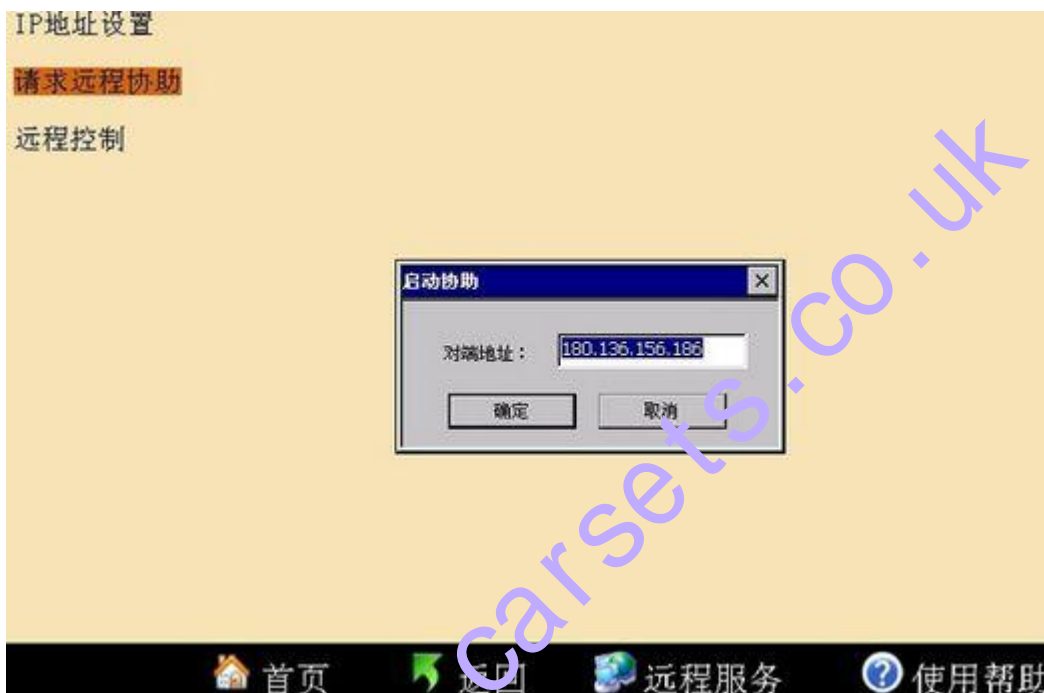 IP地址设置
请求远程协助
远程控制
启动协助
对端地址： 180.136.156.186
确定 取消
首页 返回 远程服务 使用帮助
carsets.co.uk